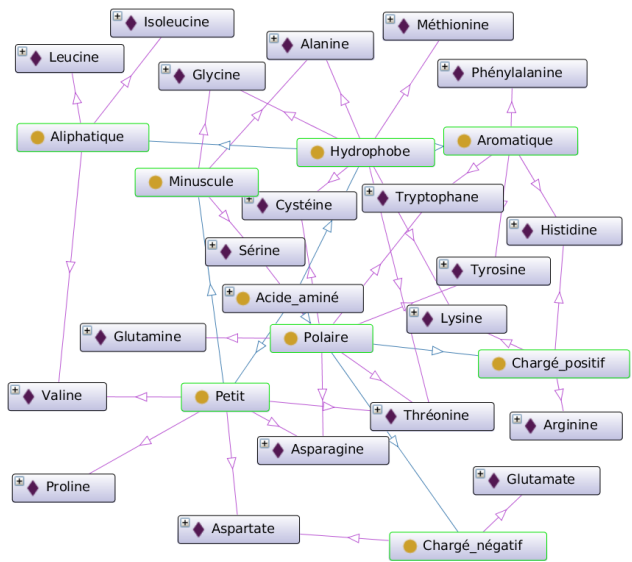 Isoleucine
Méthionine
Leucine
Alanine
Glycine
Phénylalanine
Aliphatique
Hydrophobe
Aromatique
Minuscule
Cystéine
Tryptophane
Histidine
Sérine
Tyrosine
Acide_aminé
Glutamine
Polaire
Lysine
Chargé_positif
Valine
Petit
Thréonine
Arginine
Asparagine
Proline
Glutamate
Aspartate
Chargé_négatif